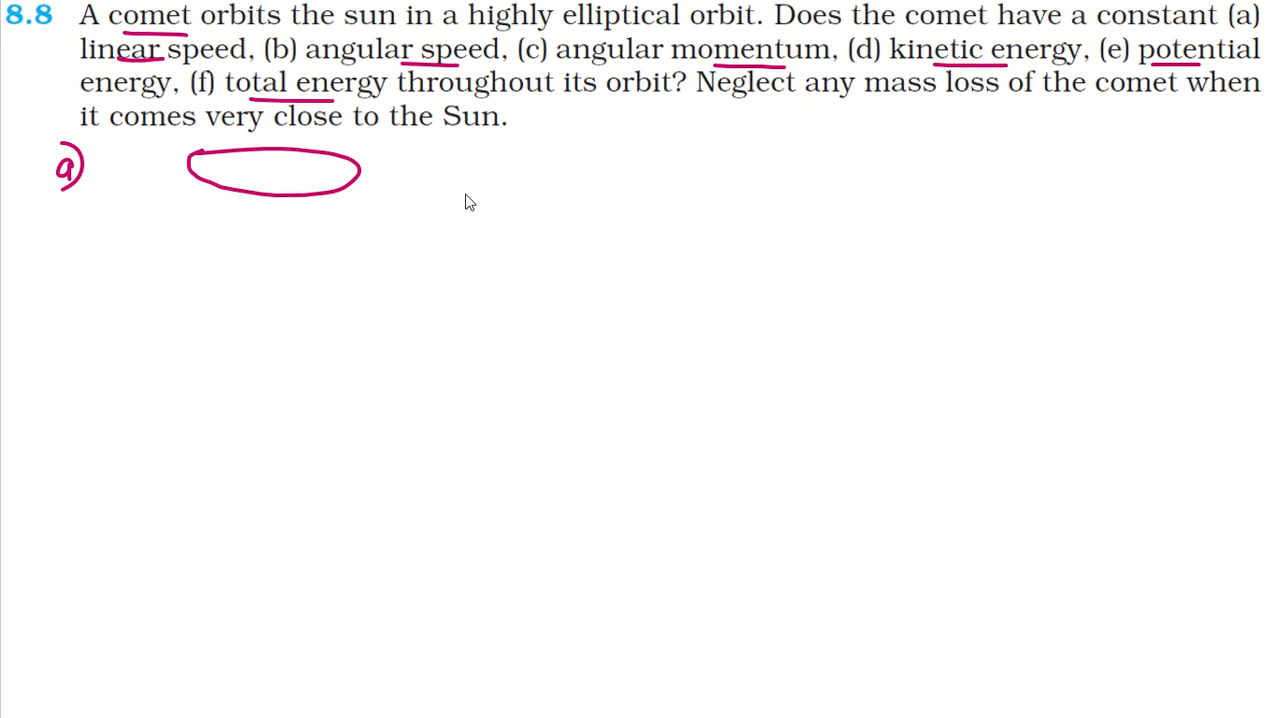 8.8 A comet orbits the sun in a highly elliptical orbit. Does the comet have a constant (a)
linear speed, (b) angular speed, (c) angular momentum, (d) kinetic energy, (e) potential
energy, (f) total energy throughout its orbit? Neglect any mass loss of the comet when
it comes very close to the Sun.
a)